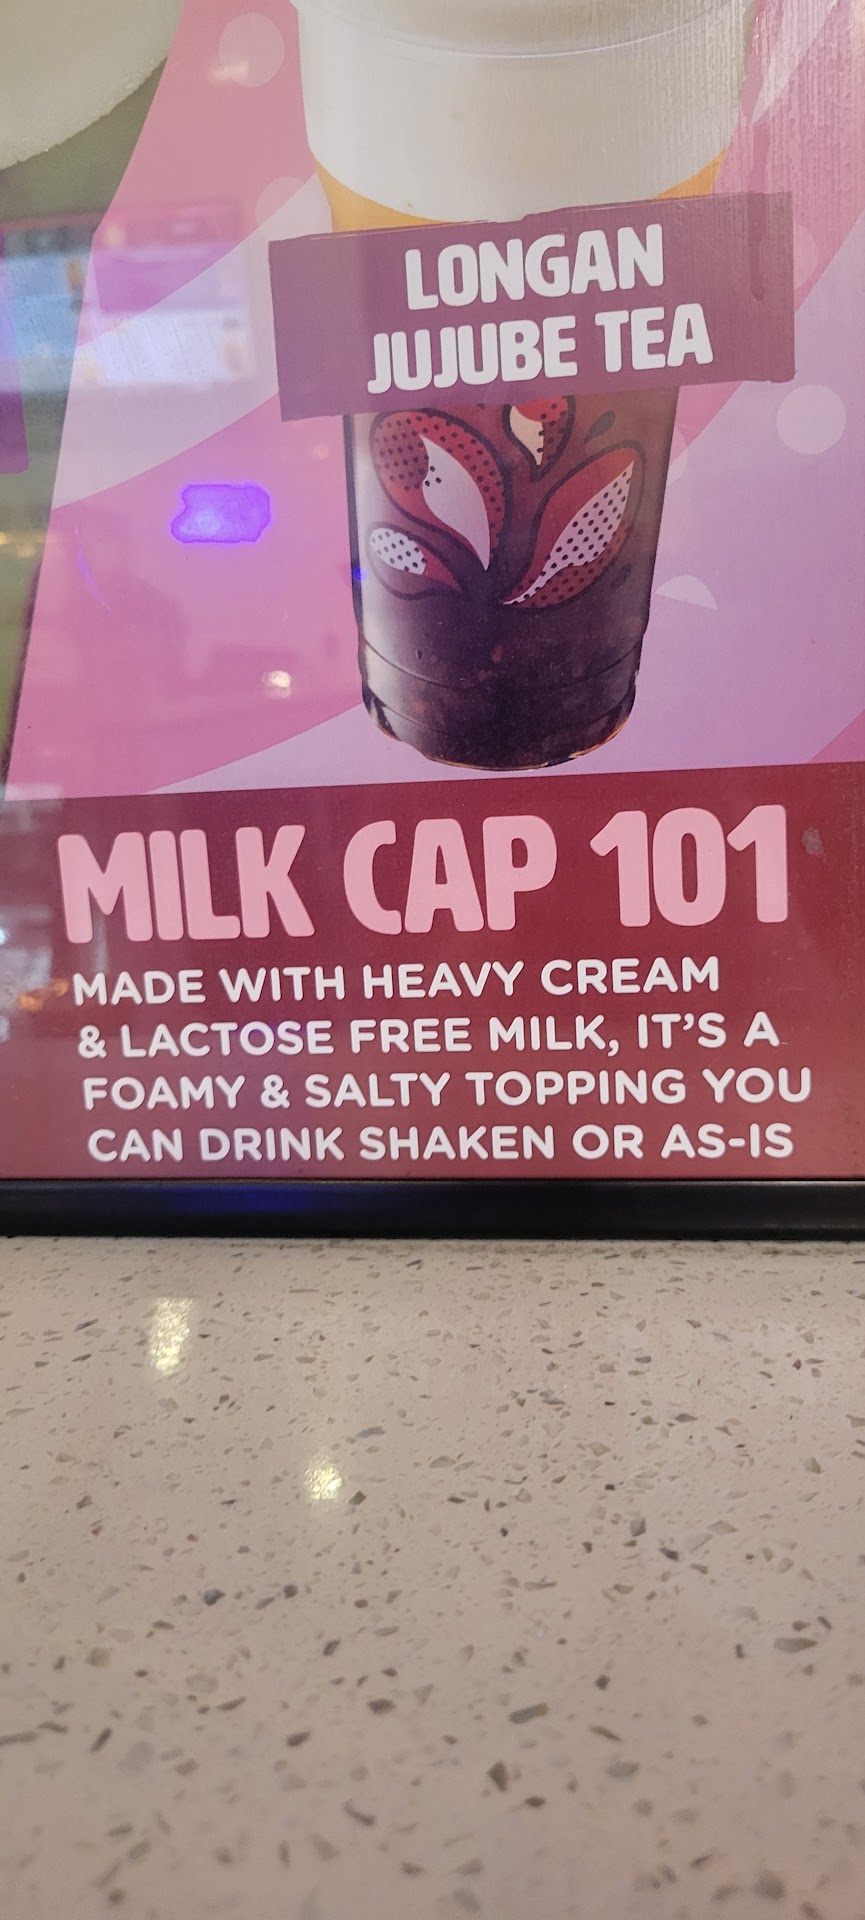 LONGAN
JUJUBE TEA
MILK CAP 101
MADE WITH HEAVY CREAM
& LACTOSE FREE MILK, IT'S A
FOAMY & SALTY TOPPING YOU
CAN DRINK SHAKEN OR AS-IS